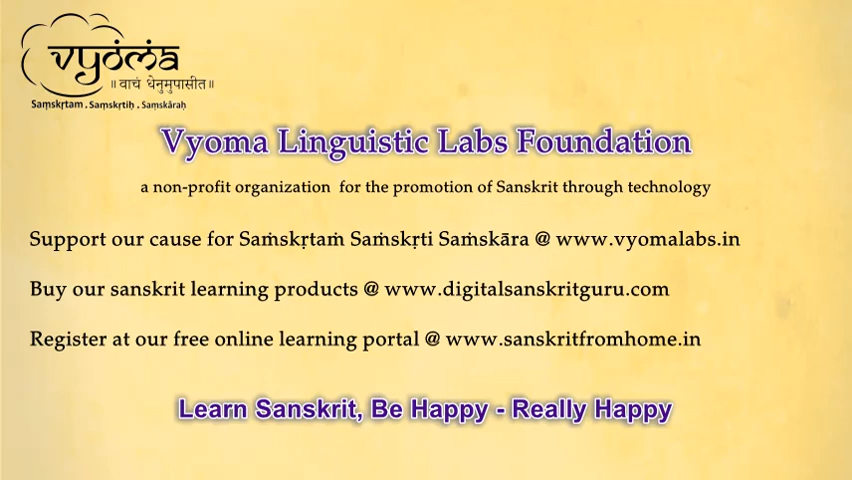 vyoma
॥ वाचं धेनुमुपासीत॥
Saṃskṛtam . Saṃskṛtiḥ . Saṃskāraḥ
Vyoma Linguistic Labs Foundation
a non-profit organization for the promotion of Sanskrit through technology
Support our cause for Saṁskṛtaṁ Saṁskṛti Saṁskāra @ www.vyomalabs.in
Buy our sanskrit learning products @ www.digitalsanskritguru.com
Register at our free online learning portal @ www.sanskritfromhome.in
Learn Sanskrit, Be Happy - Really Happy